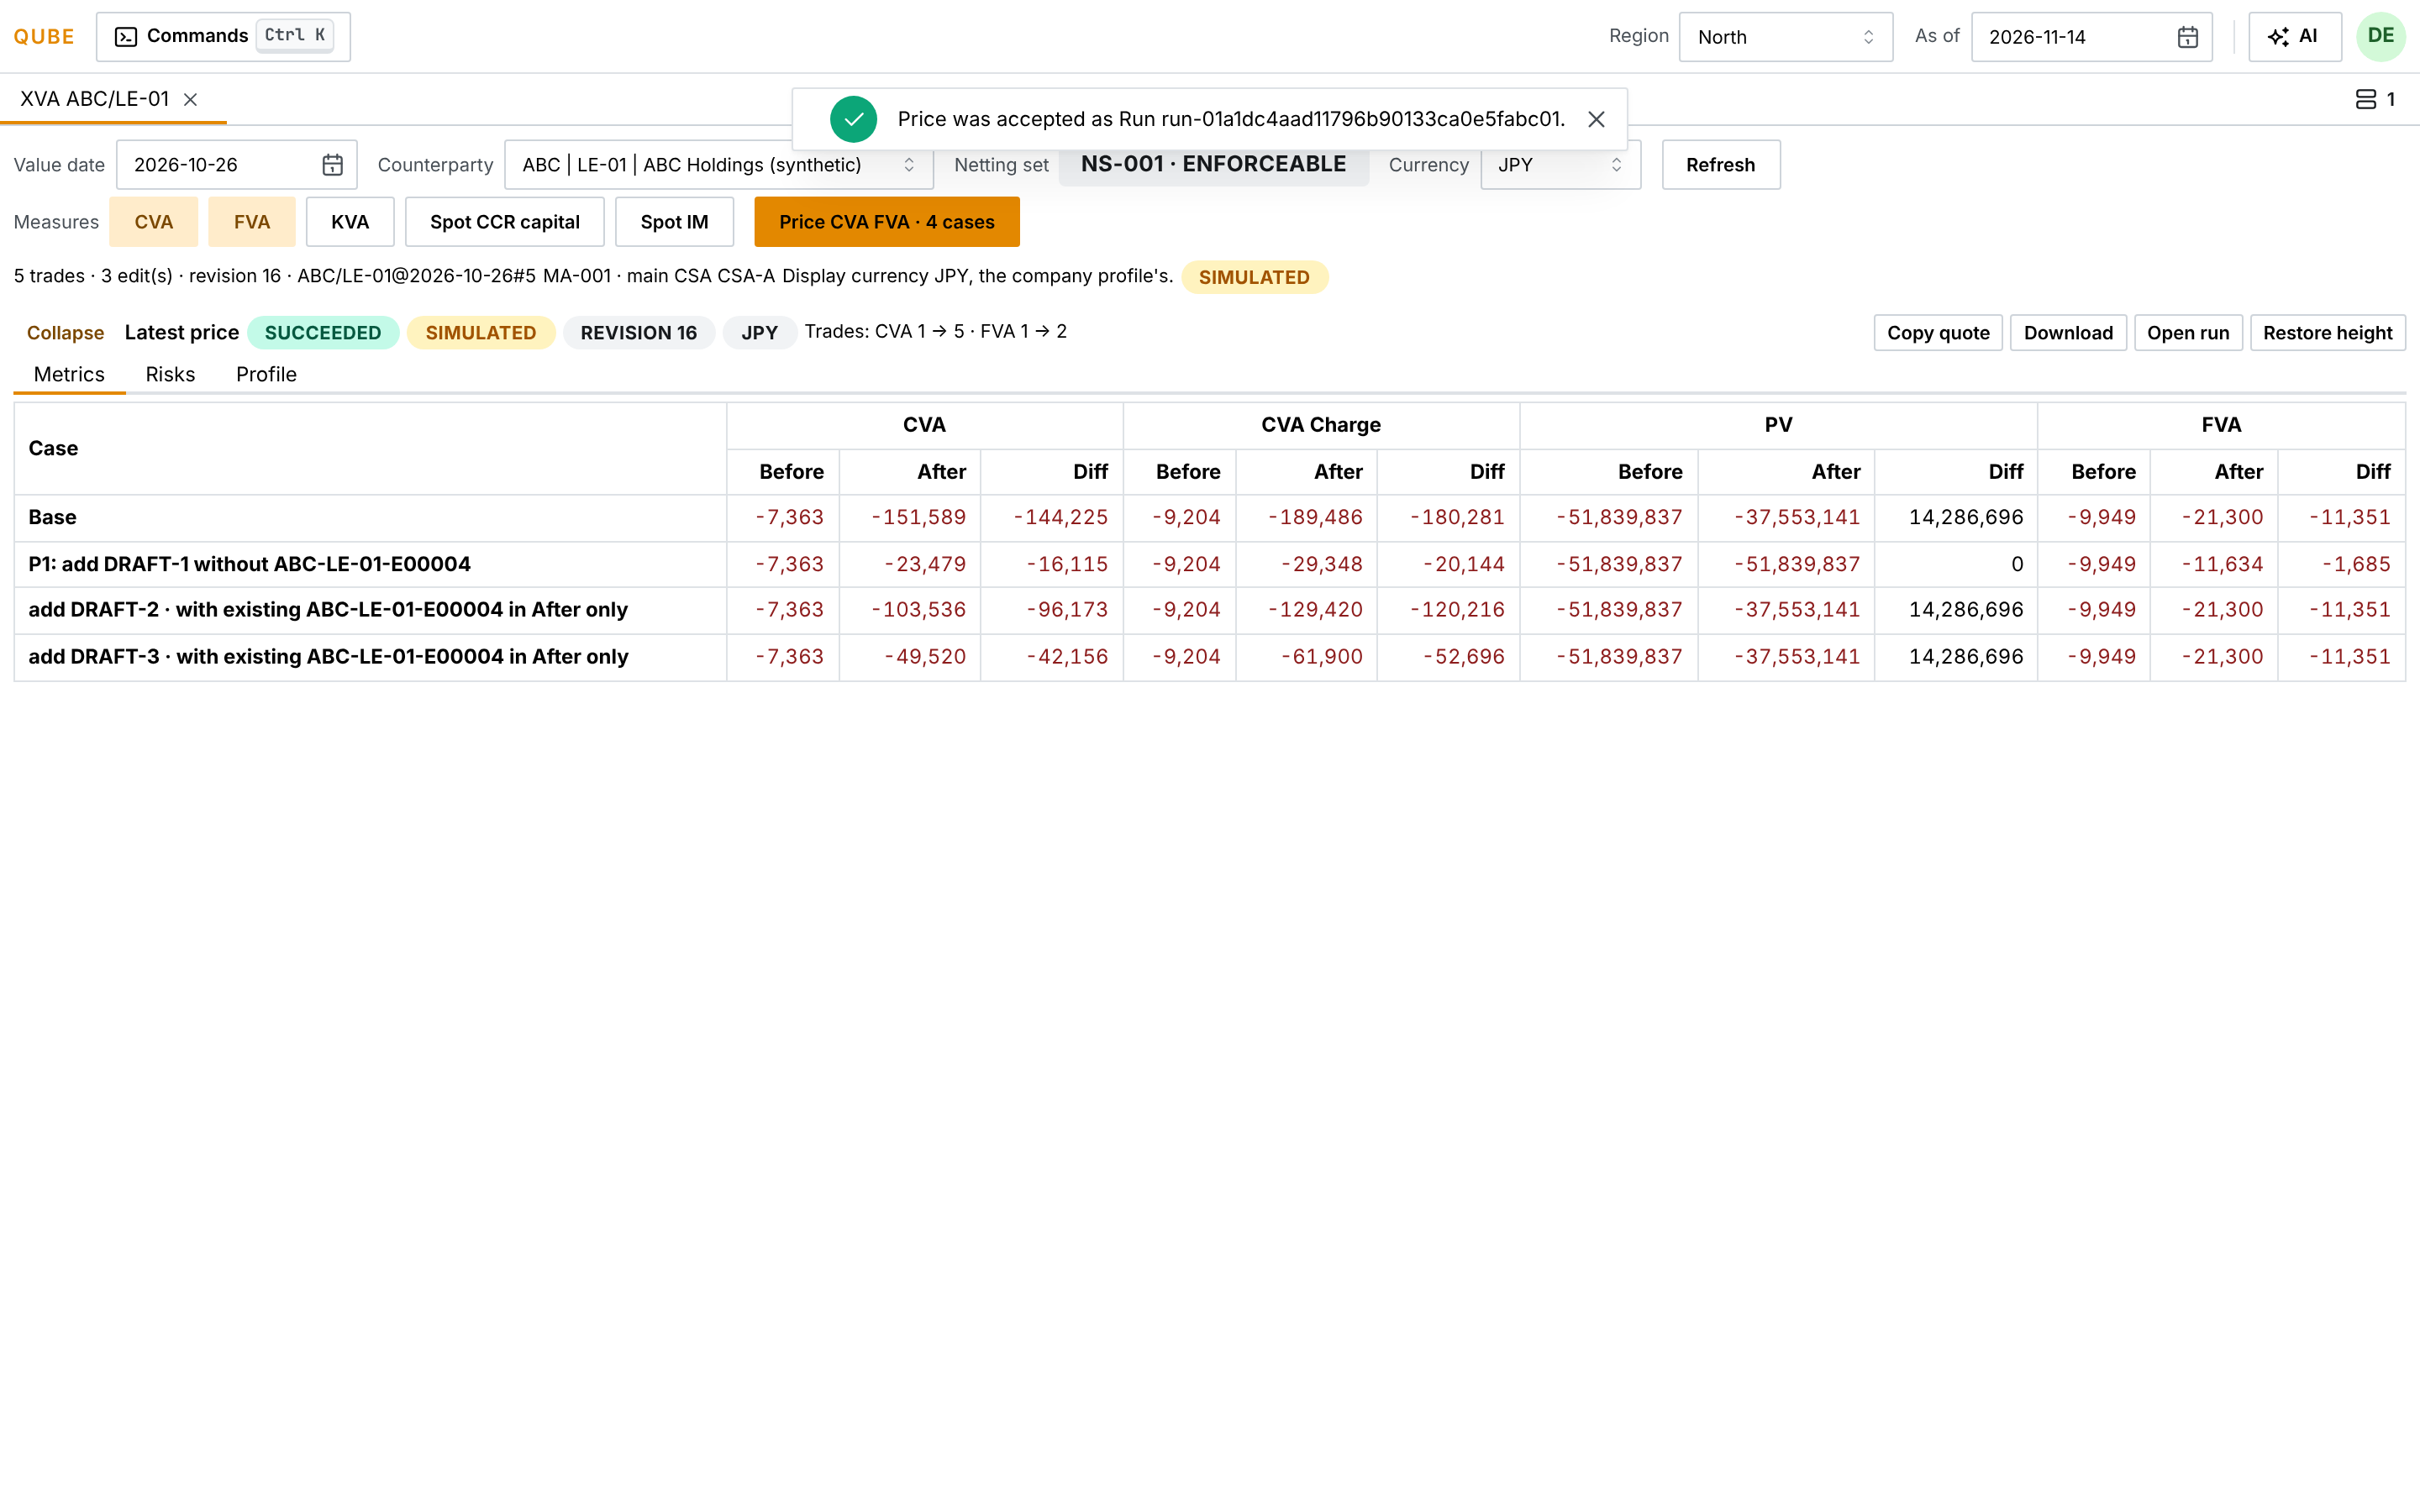 QUBE Commands Ctrl K Region North As of 2026-11-14 AI DE
XVA ABC/LE-01 1
Price was accepted as Run run-01a1dc4aad11796b90133ca0e5fabc01.
Value date 2026-10-26 Counterparty ABC | LE-01 | ABC Holdings (synthetic) Netting set NS-001 · ENFORCEABLE Currency JPY Refresh
Measures CVA FVA KVA Spot CCR capital Spot IM Price CVA FVA · 4 cases
5 trades · 3 edit(s) · revision 16 · ABC/LE-01@2026-10-26#5 MA-001 · main CSA CSA-A Display currency JPY, the company profile's. SIMULATED
Collapse Latest price SUCCEEDED SIMULATED REVISION 16 JPY Trades: CVA 1 → 5 · FVA 1 → 2 Copy quote Download Open run Restore height
Metrics Risks Profile
Case CVA CVA Charge PV FVA
Before After Diff Before After Diff Before After Diff Before After Diff
Base -7,363 -151,589 -144,225 -9,204 -189,486 -180,281 -51,839,837 -37,553,141 14,286,696 -9,949 -21,300 -11,351
P1: add DRAFT-1 without ABC-LE-01-E00004 -7,363 -23,479 -16,115 -9,204 -29,348 -20,144 -51,839,837 -51,839,837 0 -9,949 -11,634 -1,685
add DRAFT-2 · with existing ABC-LE-01-E00004 in After only -7,363 -103,536 -96,173 -9,204 -129,420 -120,216 -51,839,837 -37,553,141 14,286,696 -9,949 -21,300 -11,351
add DRAFT-3 · with existing ABC-LE-01-E00004 in After only -7,363 -49,520 -42,156 -9,204 -61,900 -52,696 -51,839,837 -37,553,141 14,286,696 -9,949 -21,300 -11,351